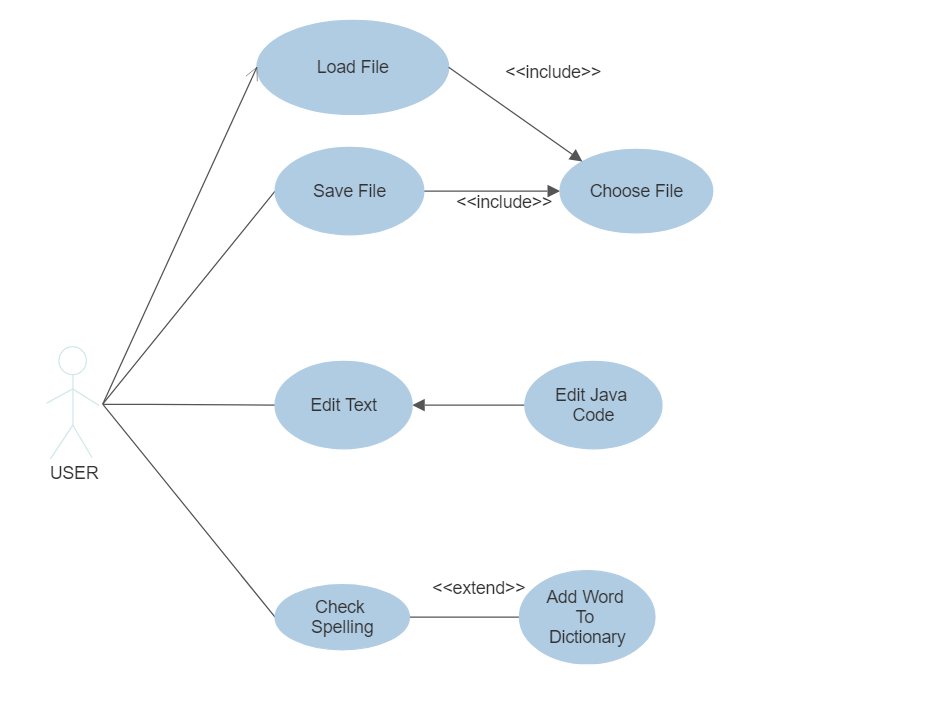 Load File
<<include>>
Save File
<<include>>
Choose File
Edit Text
Edit Java
Code
USER
Check
Spelling
<<extend>>
Add Word
To
Dictionary